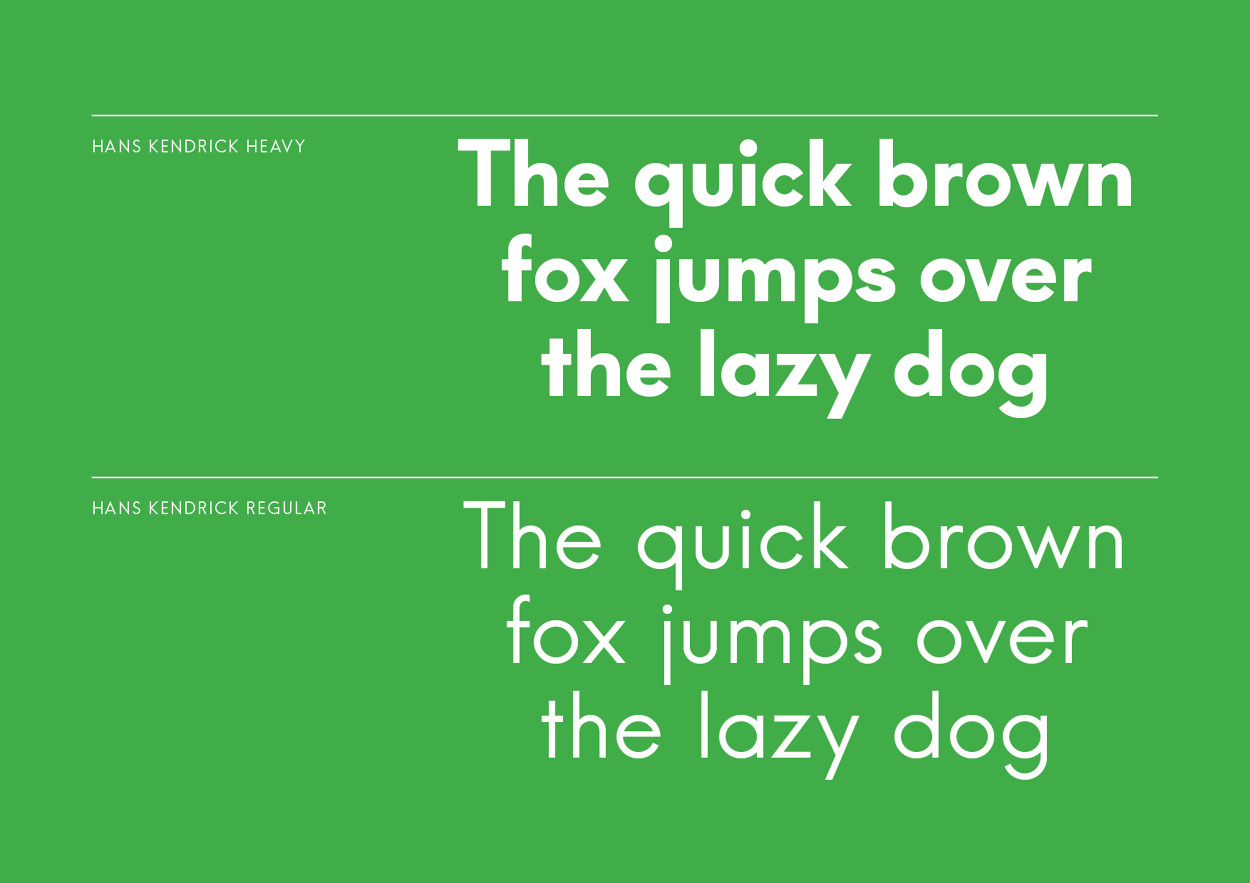 HANS KENDRICK HEAVY
The quick brown
fox jumps over
the lazy dog
HANS KENDRICK REGULAR
The quick brown
fox jumps over
the lazy dog